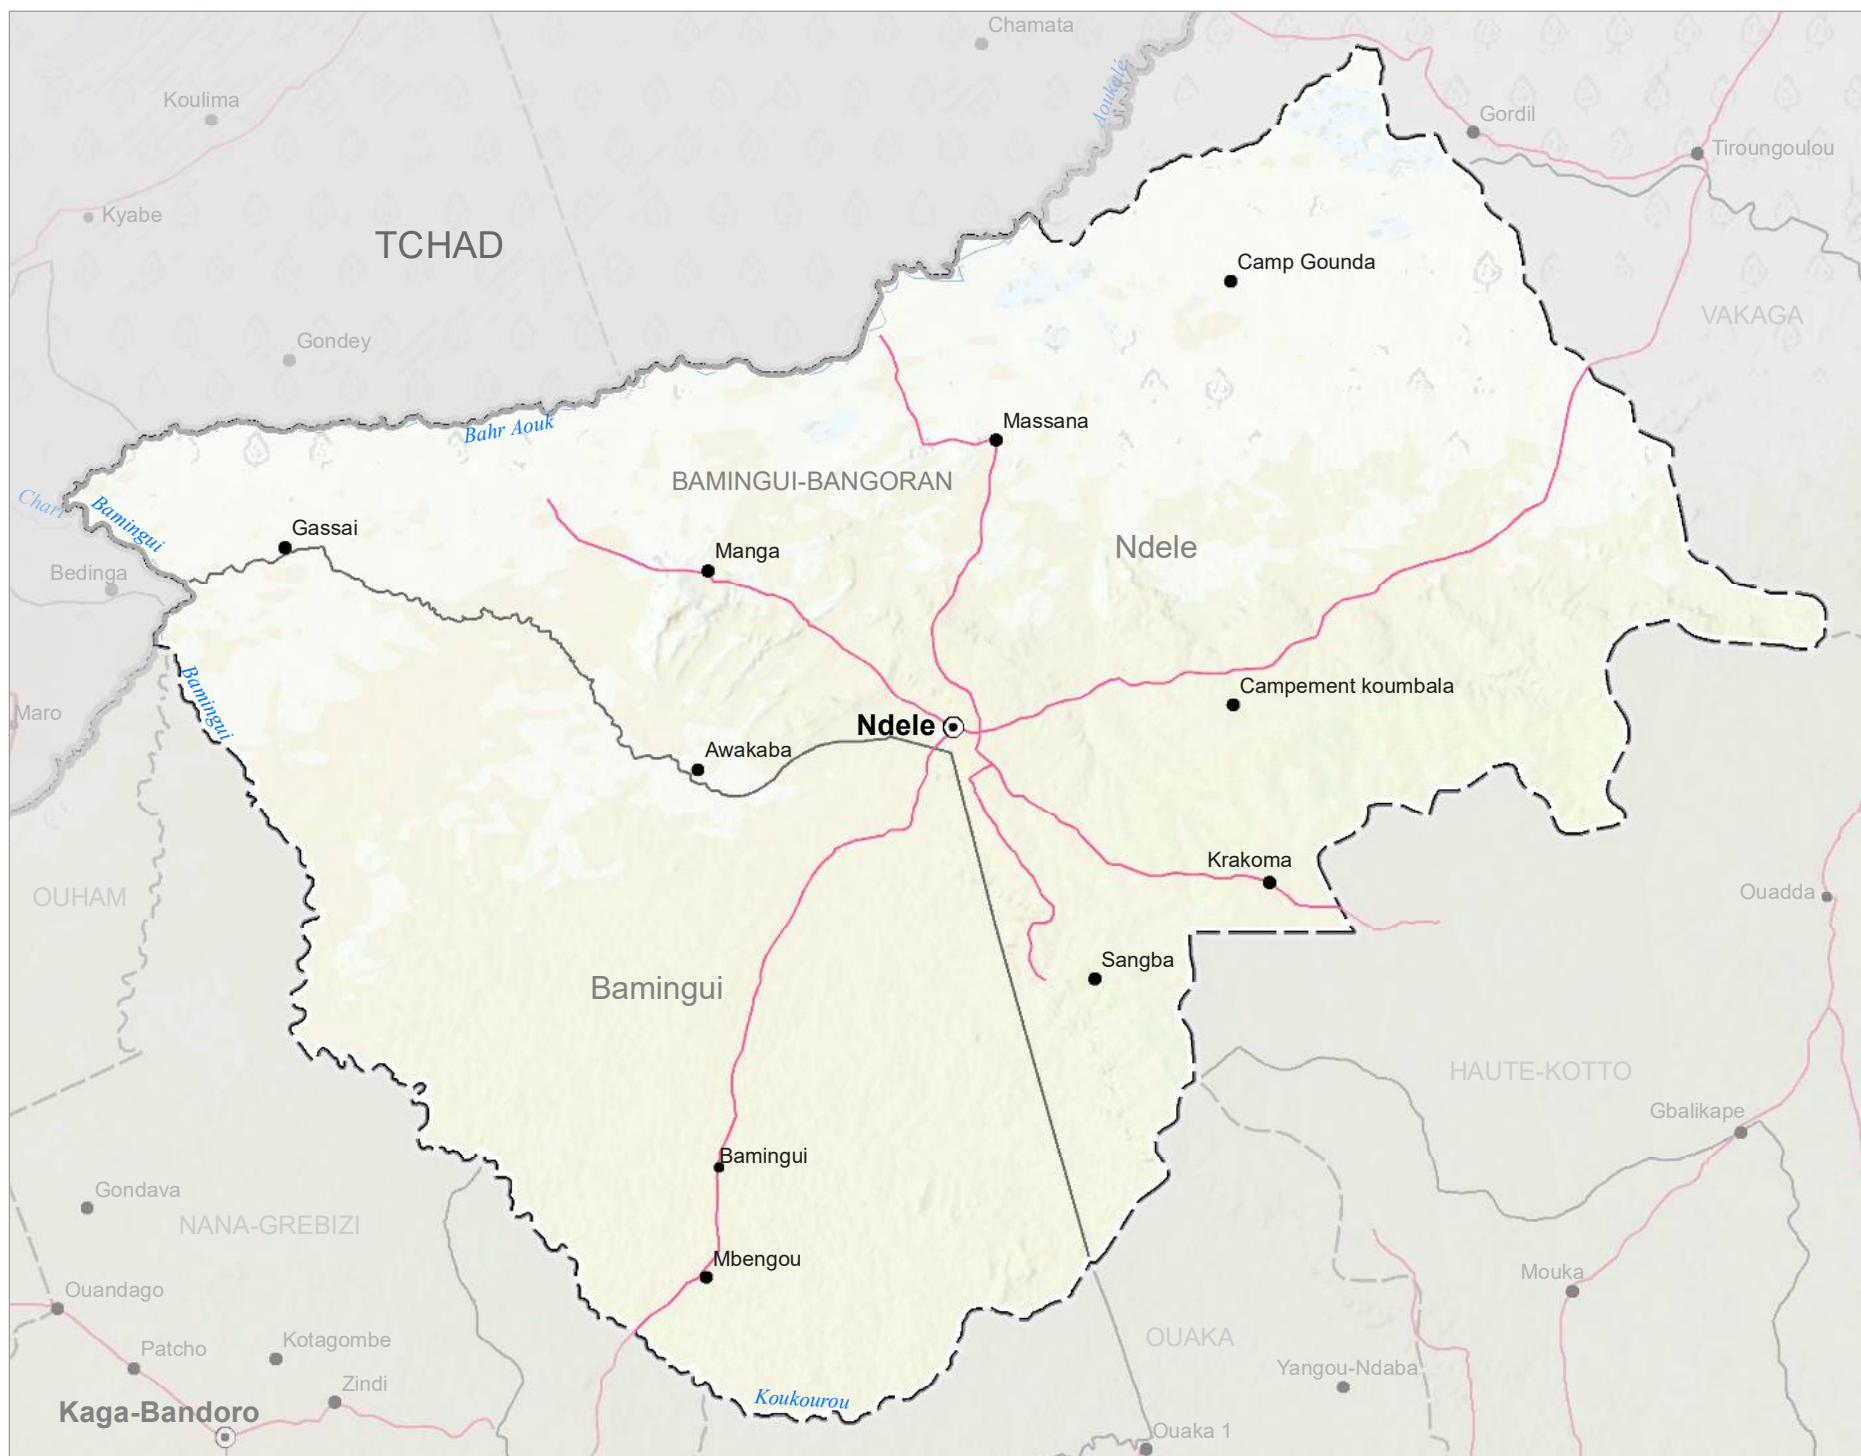 Chamata
Koulima
Aoukalé
Gordil
Tiroungoulou
Kyabe
TCHAD
Camp Gounda
VAKAGA
Gondey
Bahr Aouk
Massana
BAMINGUI-BANGORAN
Chari
Bamingui
Gassai
Manga
Ndele
Bedinga
Bamingui
Campement koumbala
Maro
Ndele
Awakaba
Krakoma
OUHAM
Ouadda
Sangba
Bamingui
HAUTE-KOTTO
Gbalikape
Bamingui
Gondava
NANA-GREBIZI
Mbengou
Mouka
Ouandago
Kotagombe
OUAKA
Patcho
Yangou-Ndaba
Zindi
Koukourou
Kaga-Bandoro
Ouaka 1